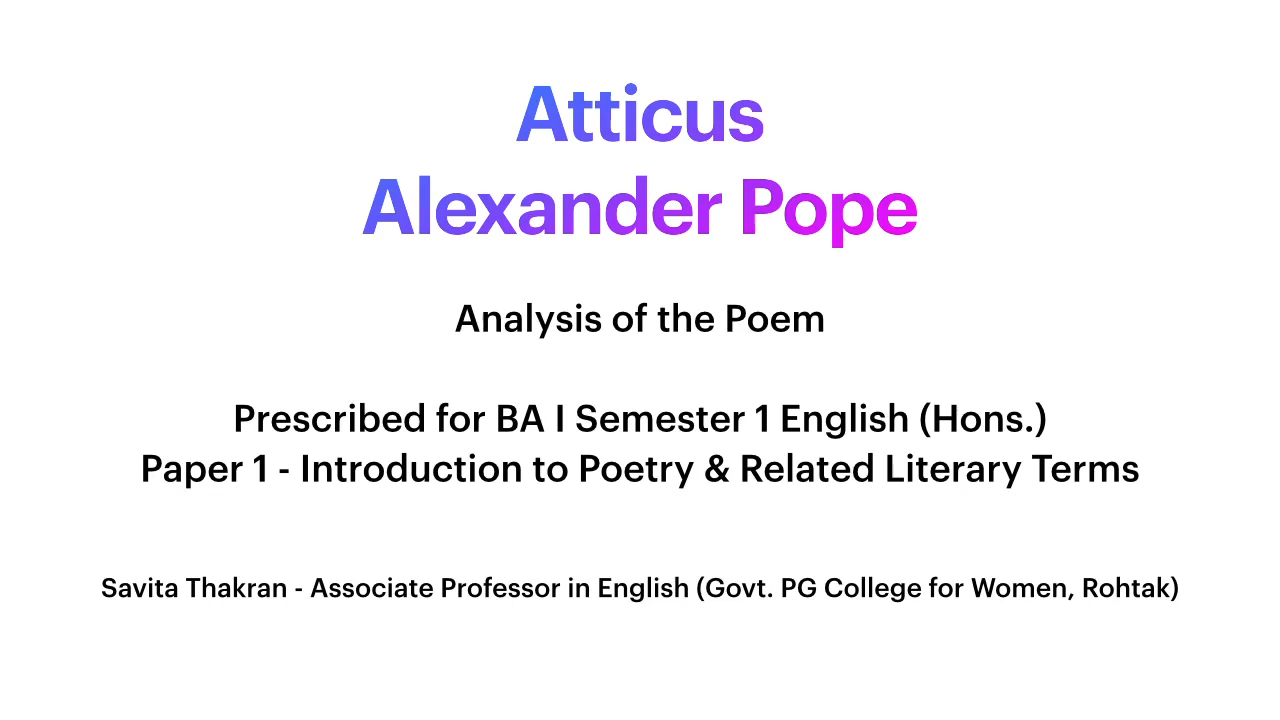 Atticus
Alexander Pope
Analysis of the Poem
Prescribed for BA I Semester 1 English (Hons.)
Paper 1 - Introduction to Poetry & Related Literary Terms
Savita Thakran - Associate Professor in English (Govt. PG College for Women, Rohtak)